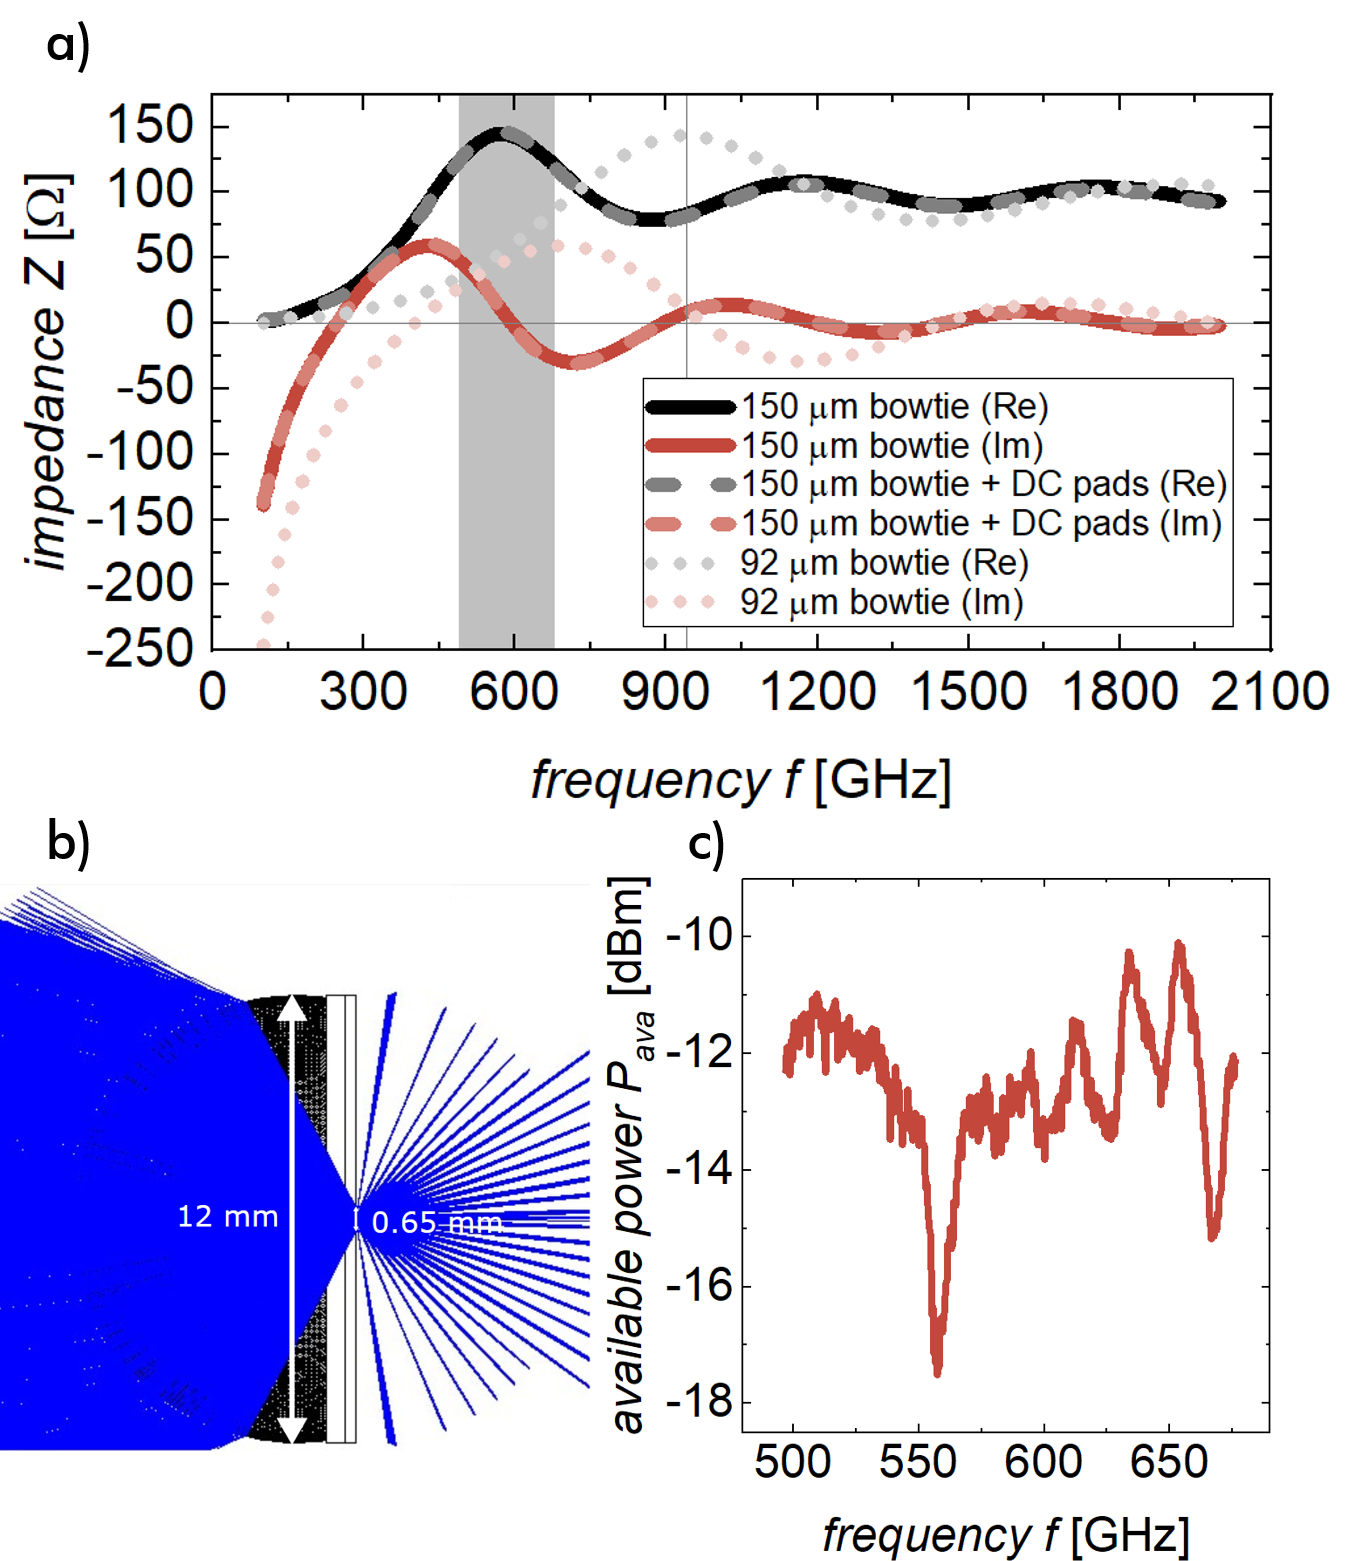 a)
impedance Z [Ω]
150
100
50
0
-50
-100
-150
-200
-250
150 μm bowtie (Re)
150 μm bowtie (Im)
150 μm bowtie + DC pads (Re)
150 μm bowtie + DC pads (Im)
92 μm bowtie (Re)
92 μm bowtie (Im)
0 300 600 900 1200 1500 1800 2100
frequency f [GHz]
b)
12 mm
0.65 mm
c)
available power Pava [dBm]
-10
-12
-14
-16
-18
500 550 600 650
frequency f [GHz]